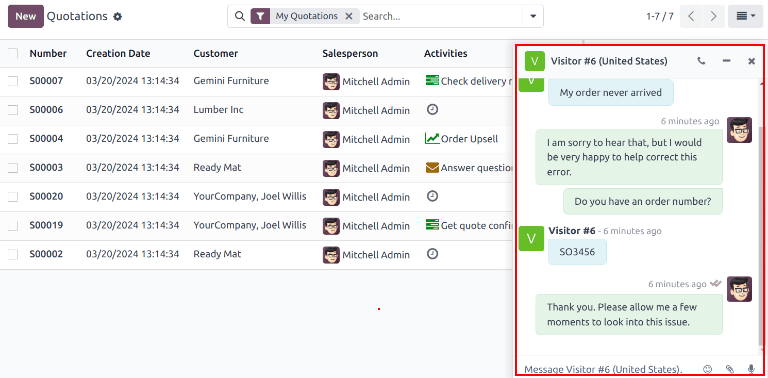 New Quotations My Quotations × Search... 1-7 / 7
Number Creation Date Customer Salesperson Activities
S00007 03/20/2024 13:14:34 Gemini Furniture Mitchell Admin Check delivery r
S00006 03/20/2024 13:14:34 Lumber Inc Mitchell Admin
S00004 03/20/2024 13:14:34 Gemini Furniture Mitchell Admin Order Upsell
S00003 03/20/2024 13:14:34 Ready Mat Mitchell Admin Answer question
S00020 03/20/2024 13:14:34 YourCompany, Joel Willis Mitchell Admin
S00019 03/20/2024 13:14:34 YourCompany, Joel Willis Mitchell Admin Get quote confi
S00002 03/20/2024 13:14:34 Ready Mat Mitchell Admin
V Visitor #6 (United States)
V
My order never arrived
6 minutes ago
I am sorry to hear that, but I would
be very happy to help correct this
error.
Do you have an order number?
V Visitor #6 - 6 minutes ago
SO3456
6 minutes ago
Thank you. Please allow me a few
moments to look into this issue.
Message Visitor #6 (United States).